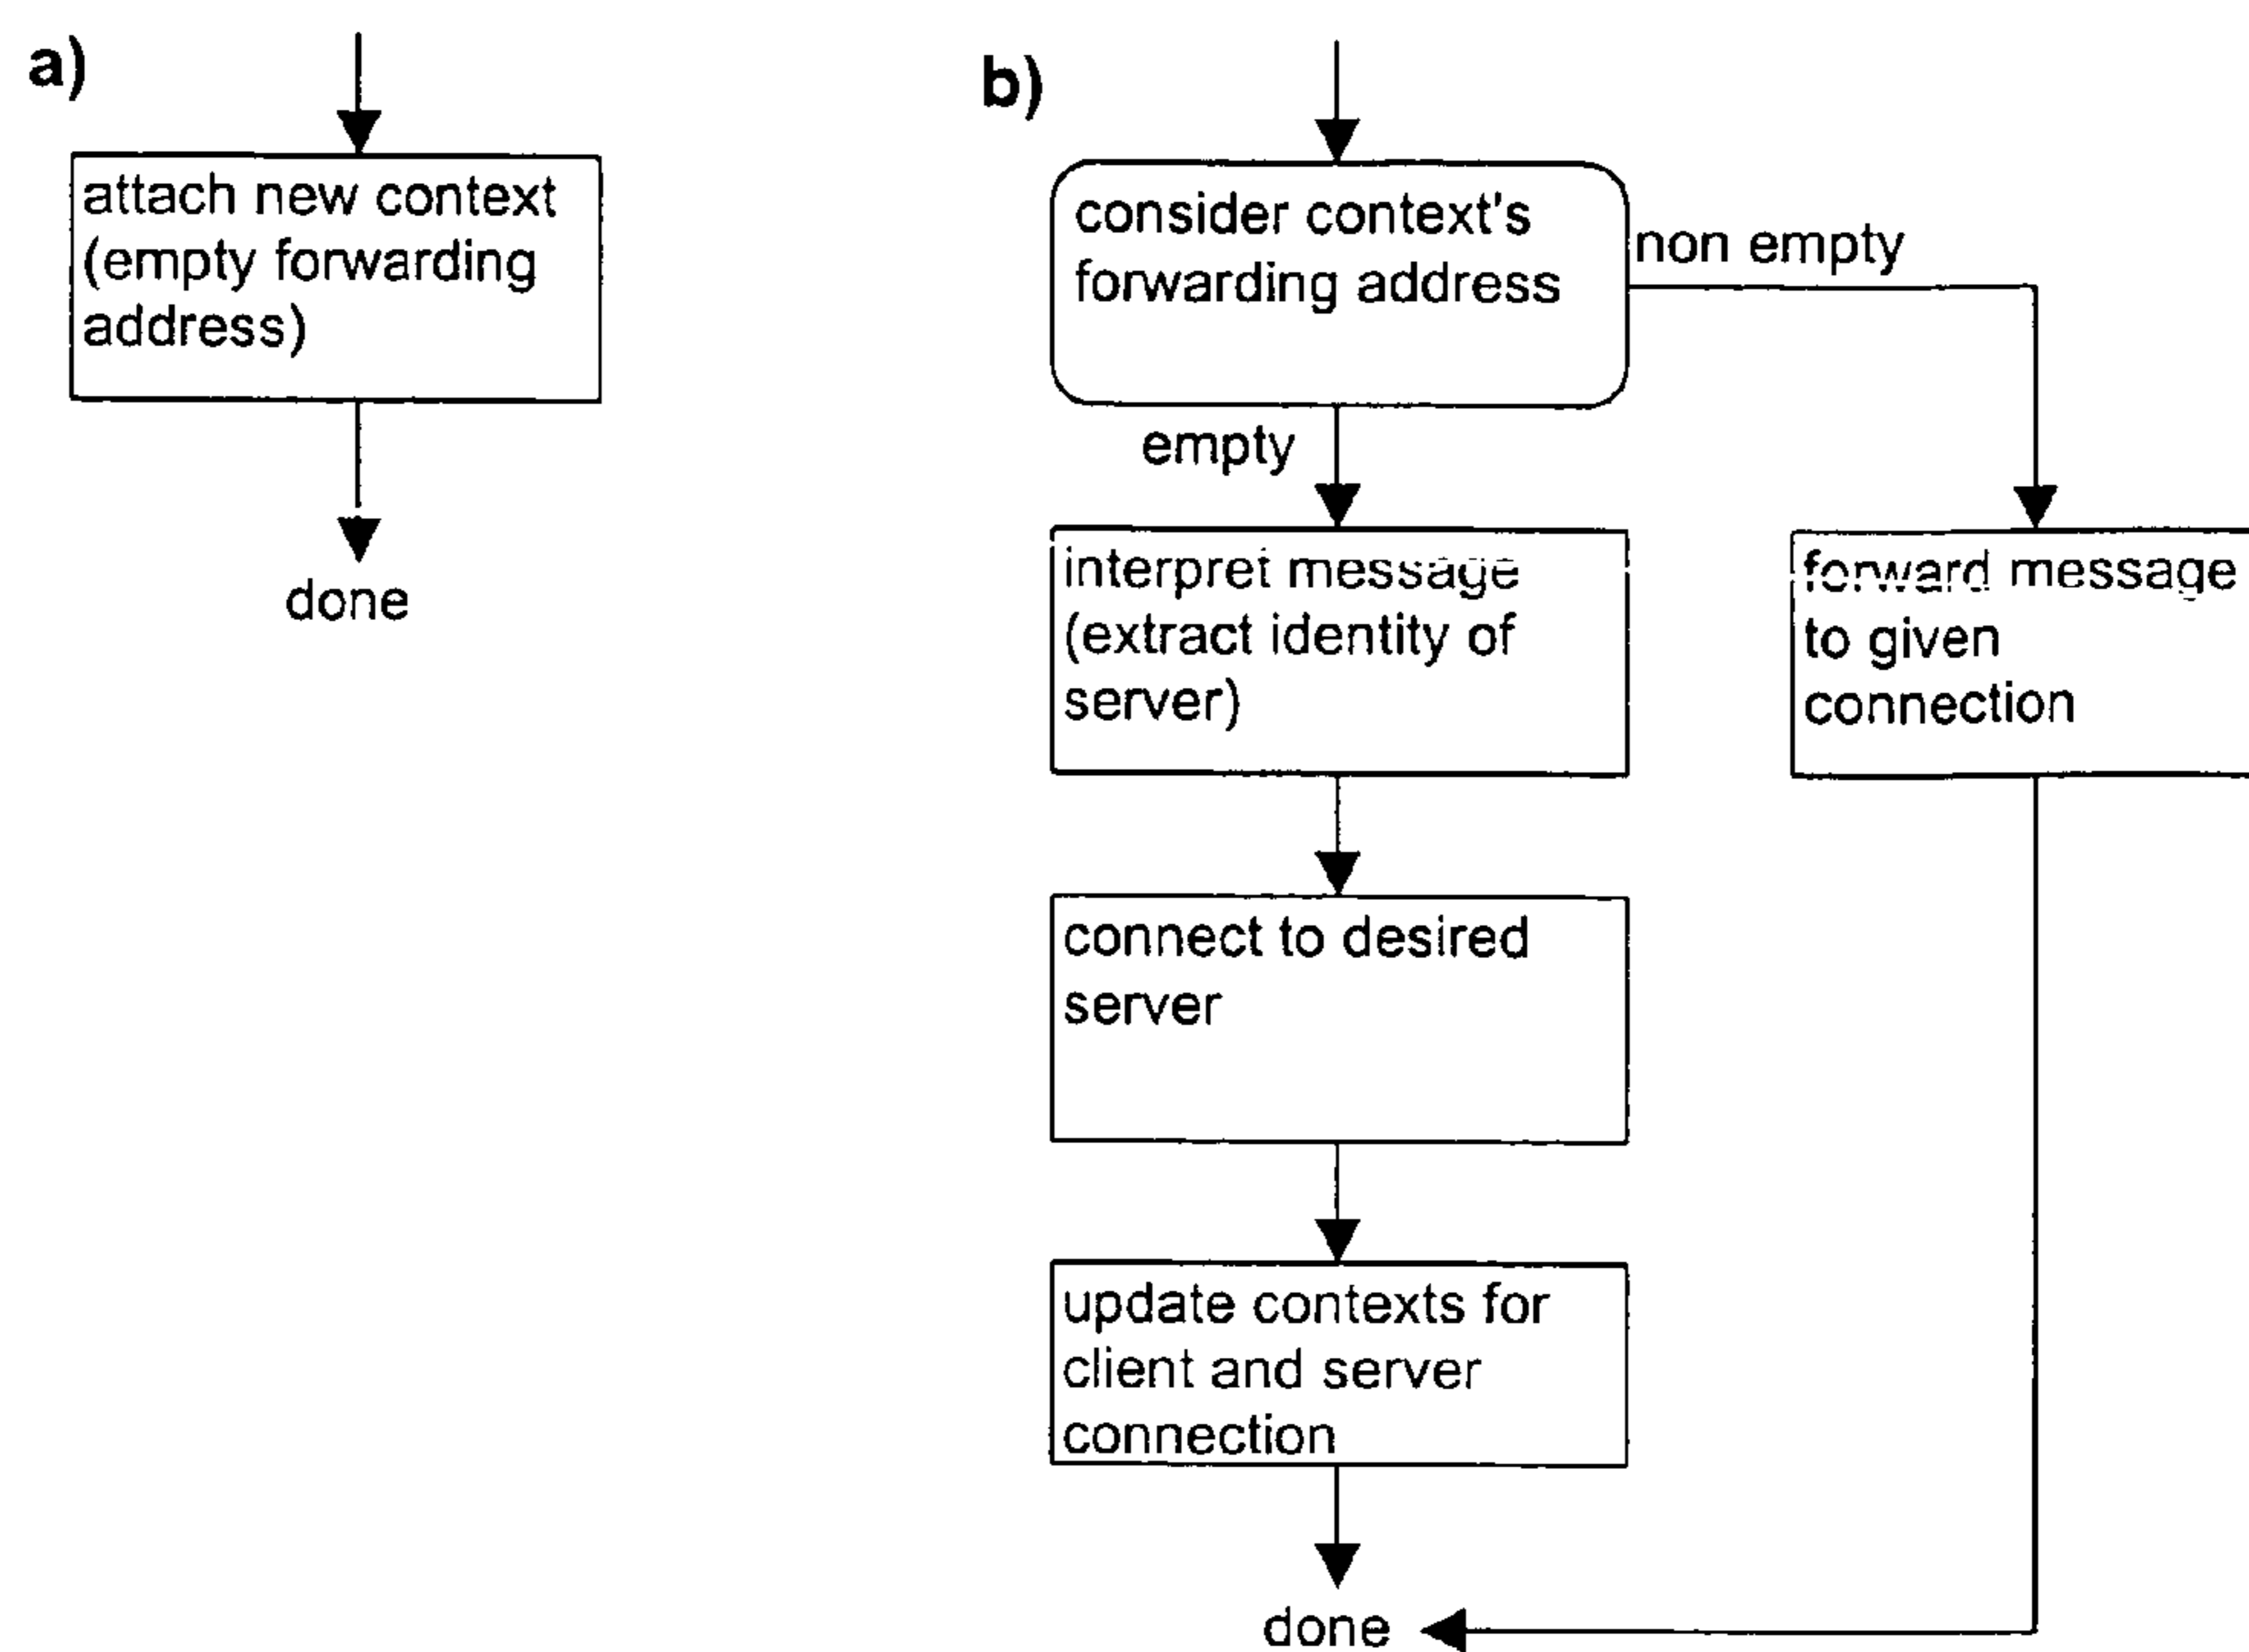 a)
attach new context
(empty forwarding
address)
done
b)
consider context's
forwarding address
non empty
empty
interpret message
(extract identity of
server)
forward message
to given
connection
connect to desired
server
update contexts for
client and server
connection
done